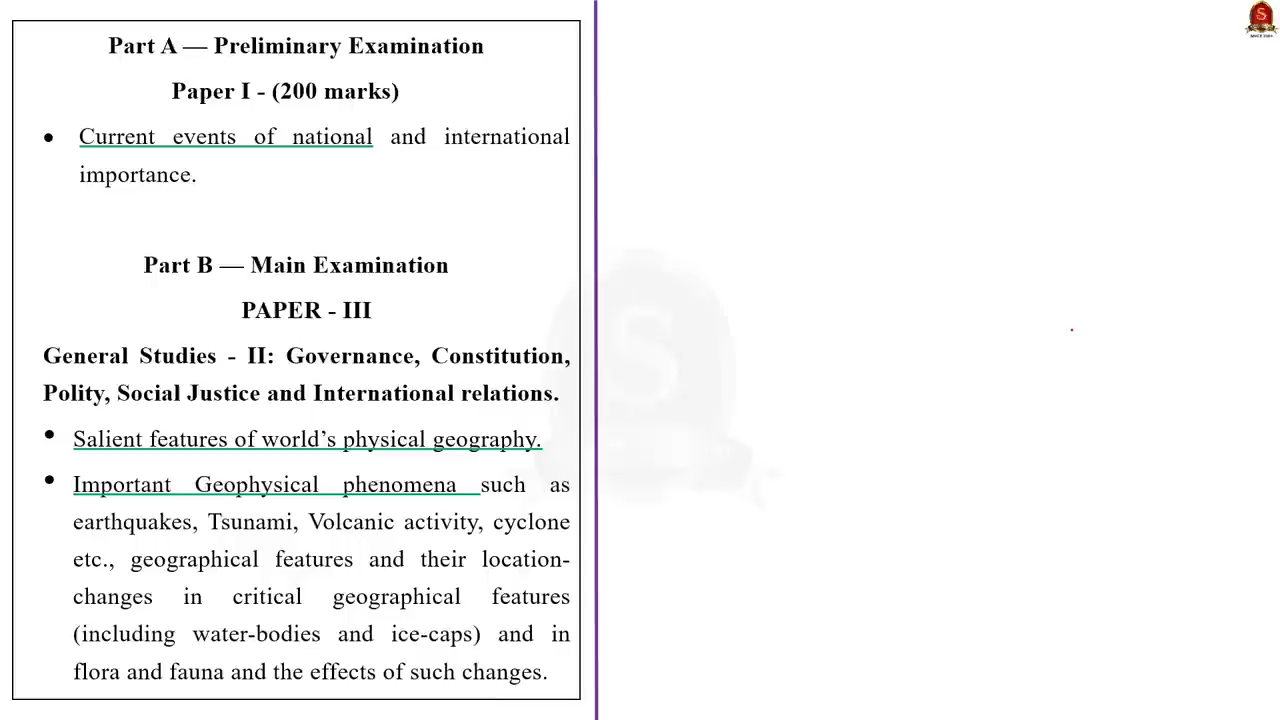 Part A — Preliminary Examination
Paper I - (200 marks)
• Current events of national and international
importance.
Part B — Main Examination
PAPER - III
General Studies - II: Governance, Constitution,
Polity, Social Justice and International relations.
• Salient features of world’s physical geography.
• Important Geophysical phenomena such as
earthquakes, Tsunami, Volcanic activity, cyclone
etc., geographical features and their location-
changes in critical geographical features
(including water-bodies and ice-caps) and in
flora and fauna and the effects of such changes.
S
S